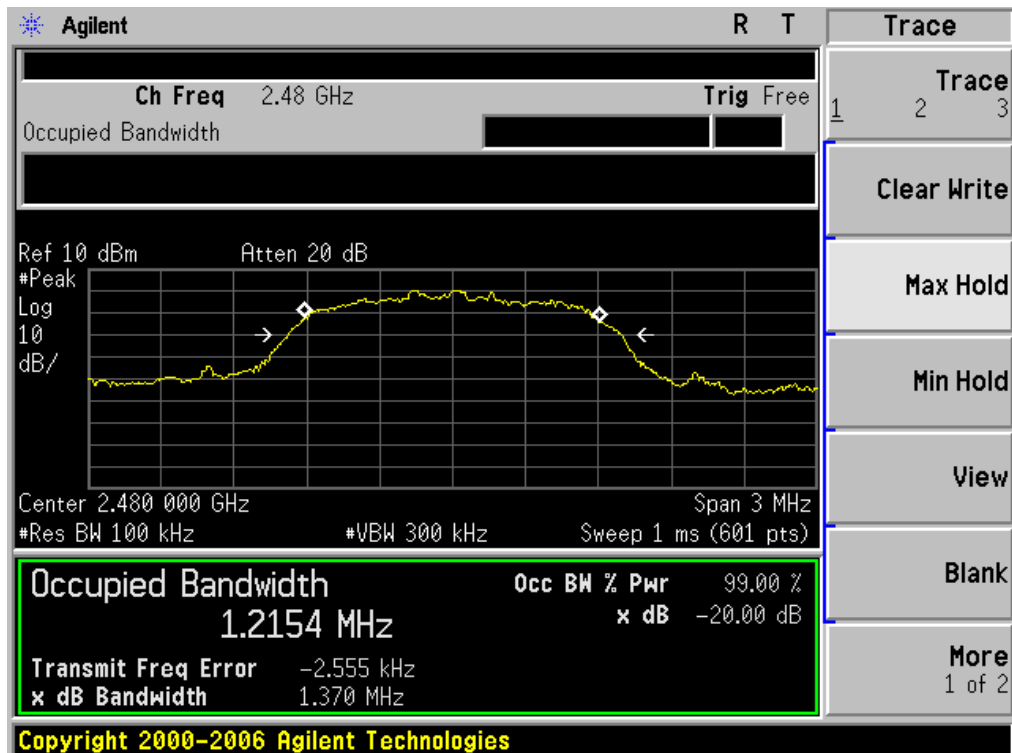 Agilent R T
Ch Freq 2.48 GHz Trig Free
Occupied Bandwidth
Ref 10 dBm Atten 20 dB
#Peak
Log
10
dB/
Center 2.480 000 GHz Span 3 MHz
#Res BW 100 kHz #VBW 300 kHz Sweep 1 ms (601 pts)
Occupied Bandwidth Occ BW % Pwr 99.00 %
1.2154 MHz x dB -20.00 dB
Transmit Freq Error -2.555 kHz
x dB Bandwidth 1.370 MHz
Copyright 2000-2006 Agilent Technologies
Trace
Trace
1 2 3
Clear Write
Max Hold
Min Hold
View
Blank
More
1 of 2